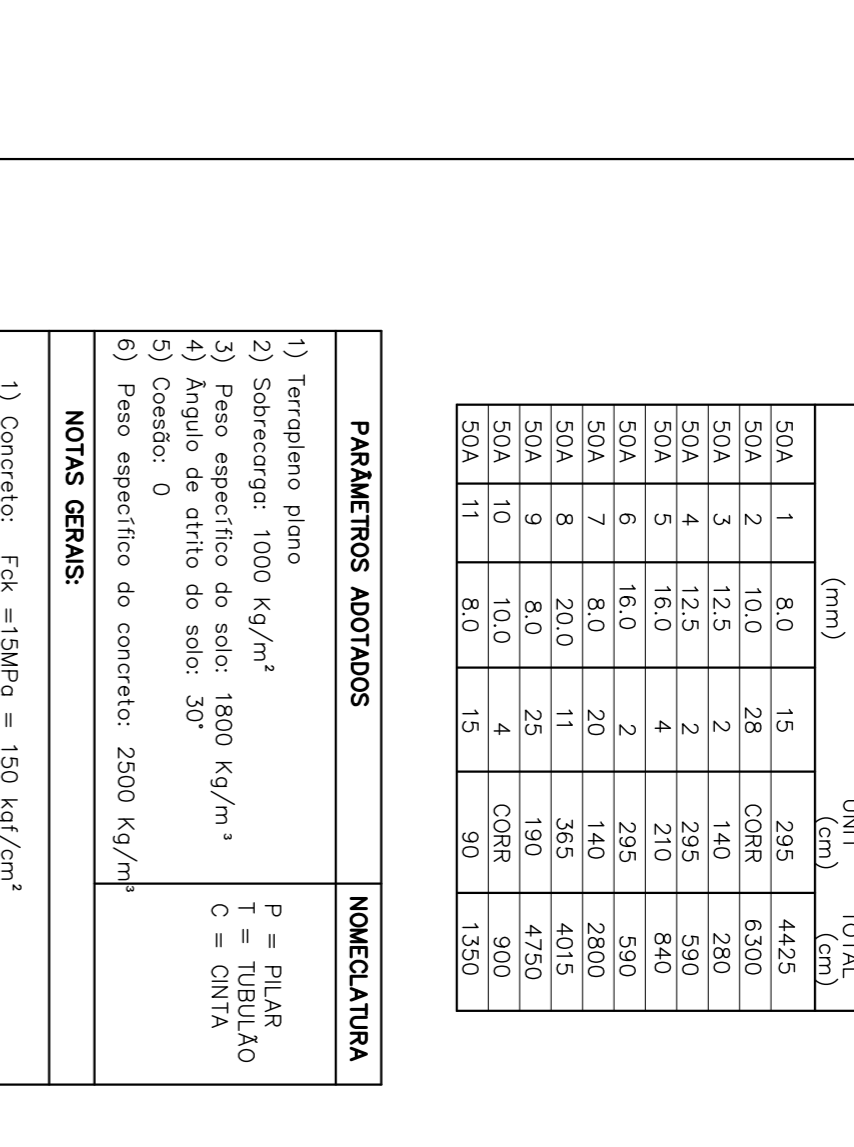 (mm) UNIT TOTAL
(cm) (cm)
50A 1 8.0 15 295 4425
50A 2 10.0 28 CORR 6300
50A 3 12.5 2 140 280
50A 4 12.5 2 295 590
50A 5 16.0 4 210 840
50A 6 16.0 2 295 590
50A 7 8.0 20 140 2800
50A 8 20.0 11 365 4015
50A 9 8.0 25 190 4750
50A 10 10.0 4 CORR 900
50A 11 8.0 15 90 1350
PARÂMETROS ADOTADOS
1) Terrapleno plano
2) Sobrecarga: 1000 Kg/m²
3) Peso específico do solo: 1800 Kg/m³
4) Ângulo de atrito do solo: 30°
5) Coesão: 0
6) Peso específico do concreto: 2500 Kg/m³
NOMECLATURA
P = PILAR
T = TUBULÃO
C = CINTA
NOTAS GERAIS:
1) Concreto: Fck =15MPa = 150 kgf/cm²